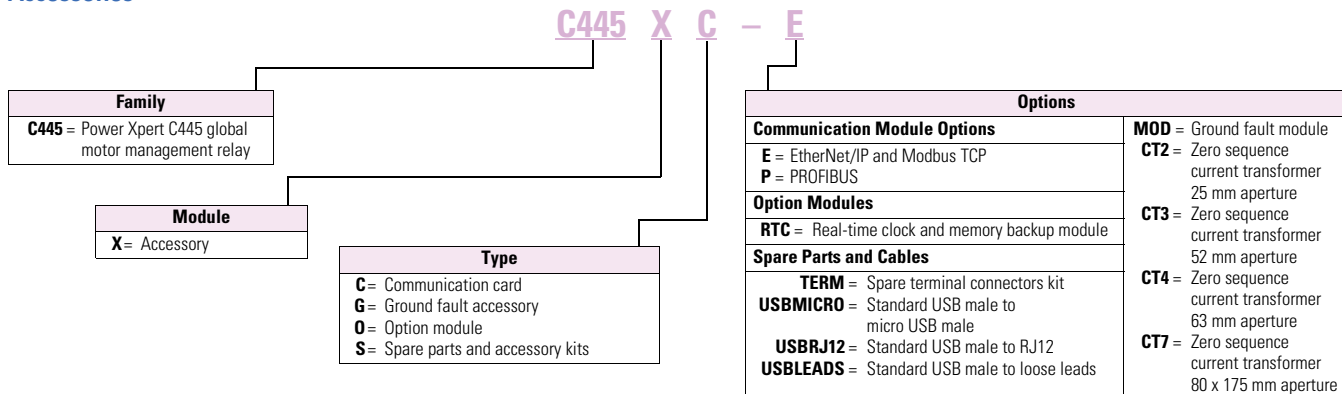 C445 X C – E
Family
C445 = Power Xpert C445 global
motor management relay
Module
X = Accessory
Type
C = Communication card
G = Ground fault accessory
O = Option module
S = Spare parts and accessory kits
Options
Communication Module Options
E = EtherNet/IP and Modbus TCP
P = PROFIBUS
Option Modules
RTC = Real-time clock and memory backup module
Spare Parts and Cables
TERM = Spare terminal connectors kit
USBMICRO = Standard USB male to
micro USB male
USBRJ12 = Standard USB male to RJ12
USBLEADS = Standard USB male to loose leads
MOD = Ground fault module
CT2 = Zero sequence
current transformer
25 mm aperture
CT3 = Zero sequence
current transformer
52 mm aperture
CT4 = Zero sequence
current transformer
63 mm aperture
CT7 = Zero sequence
current transformer
80 x 175 mm aperture